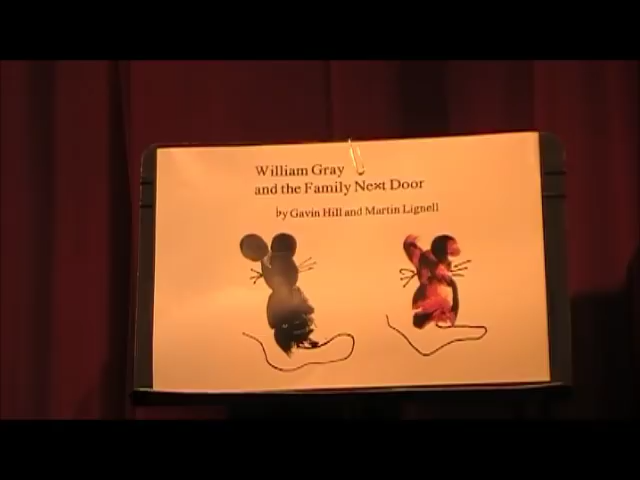 William Gray
and the Family Next Door
by Gavin Hill and Martin Lignell